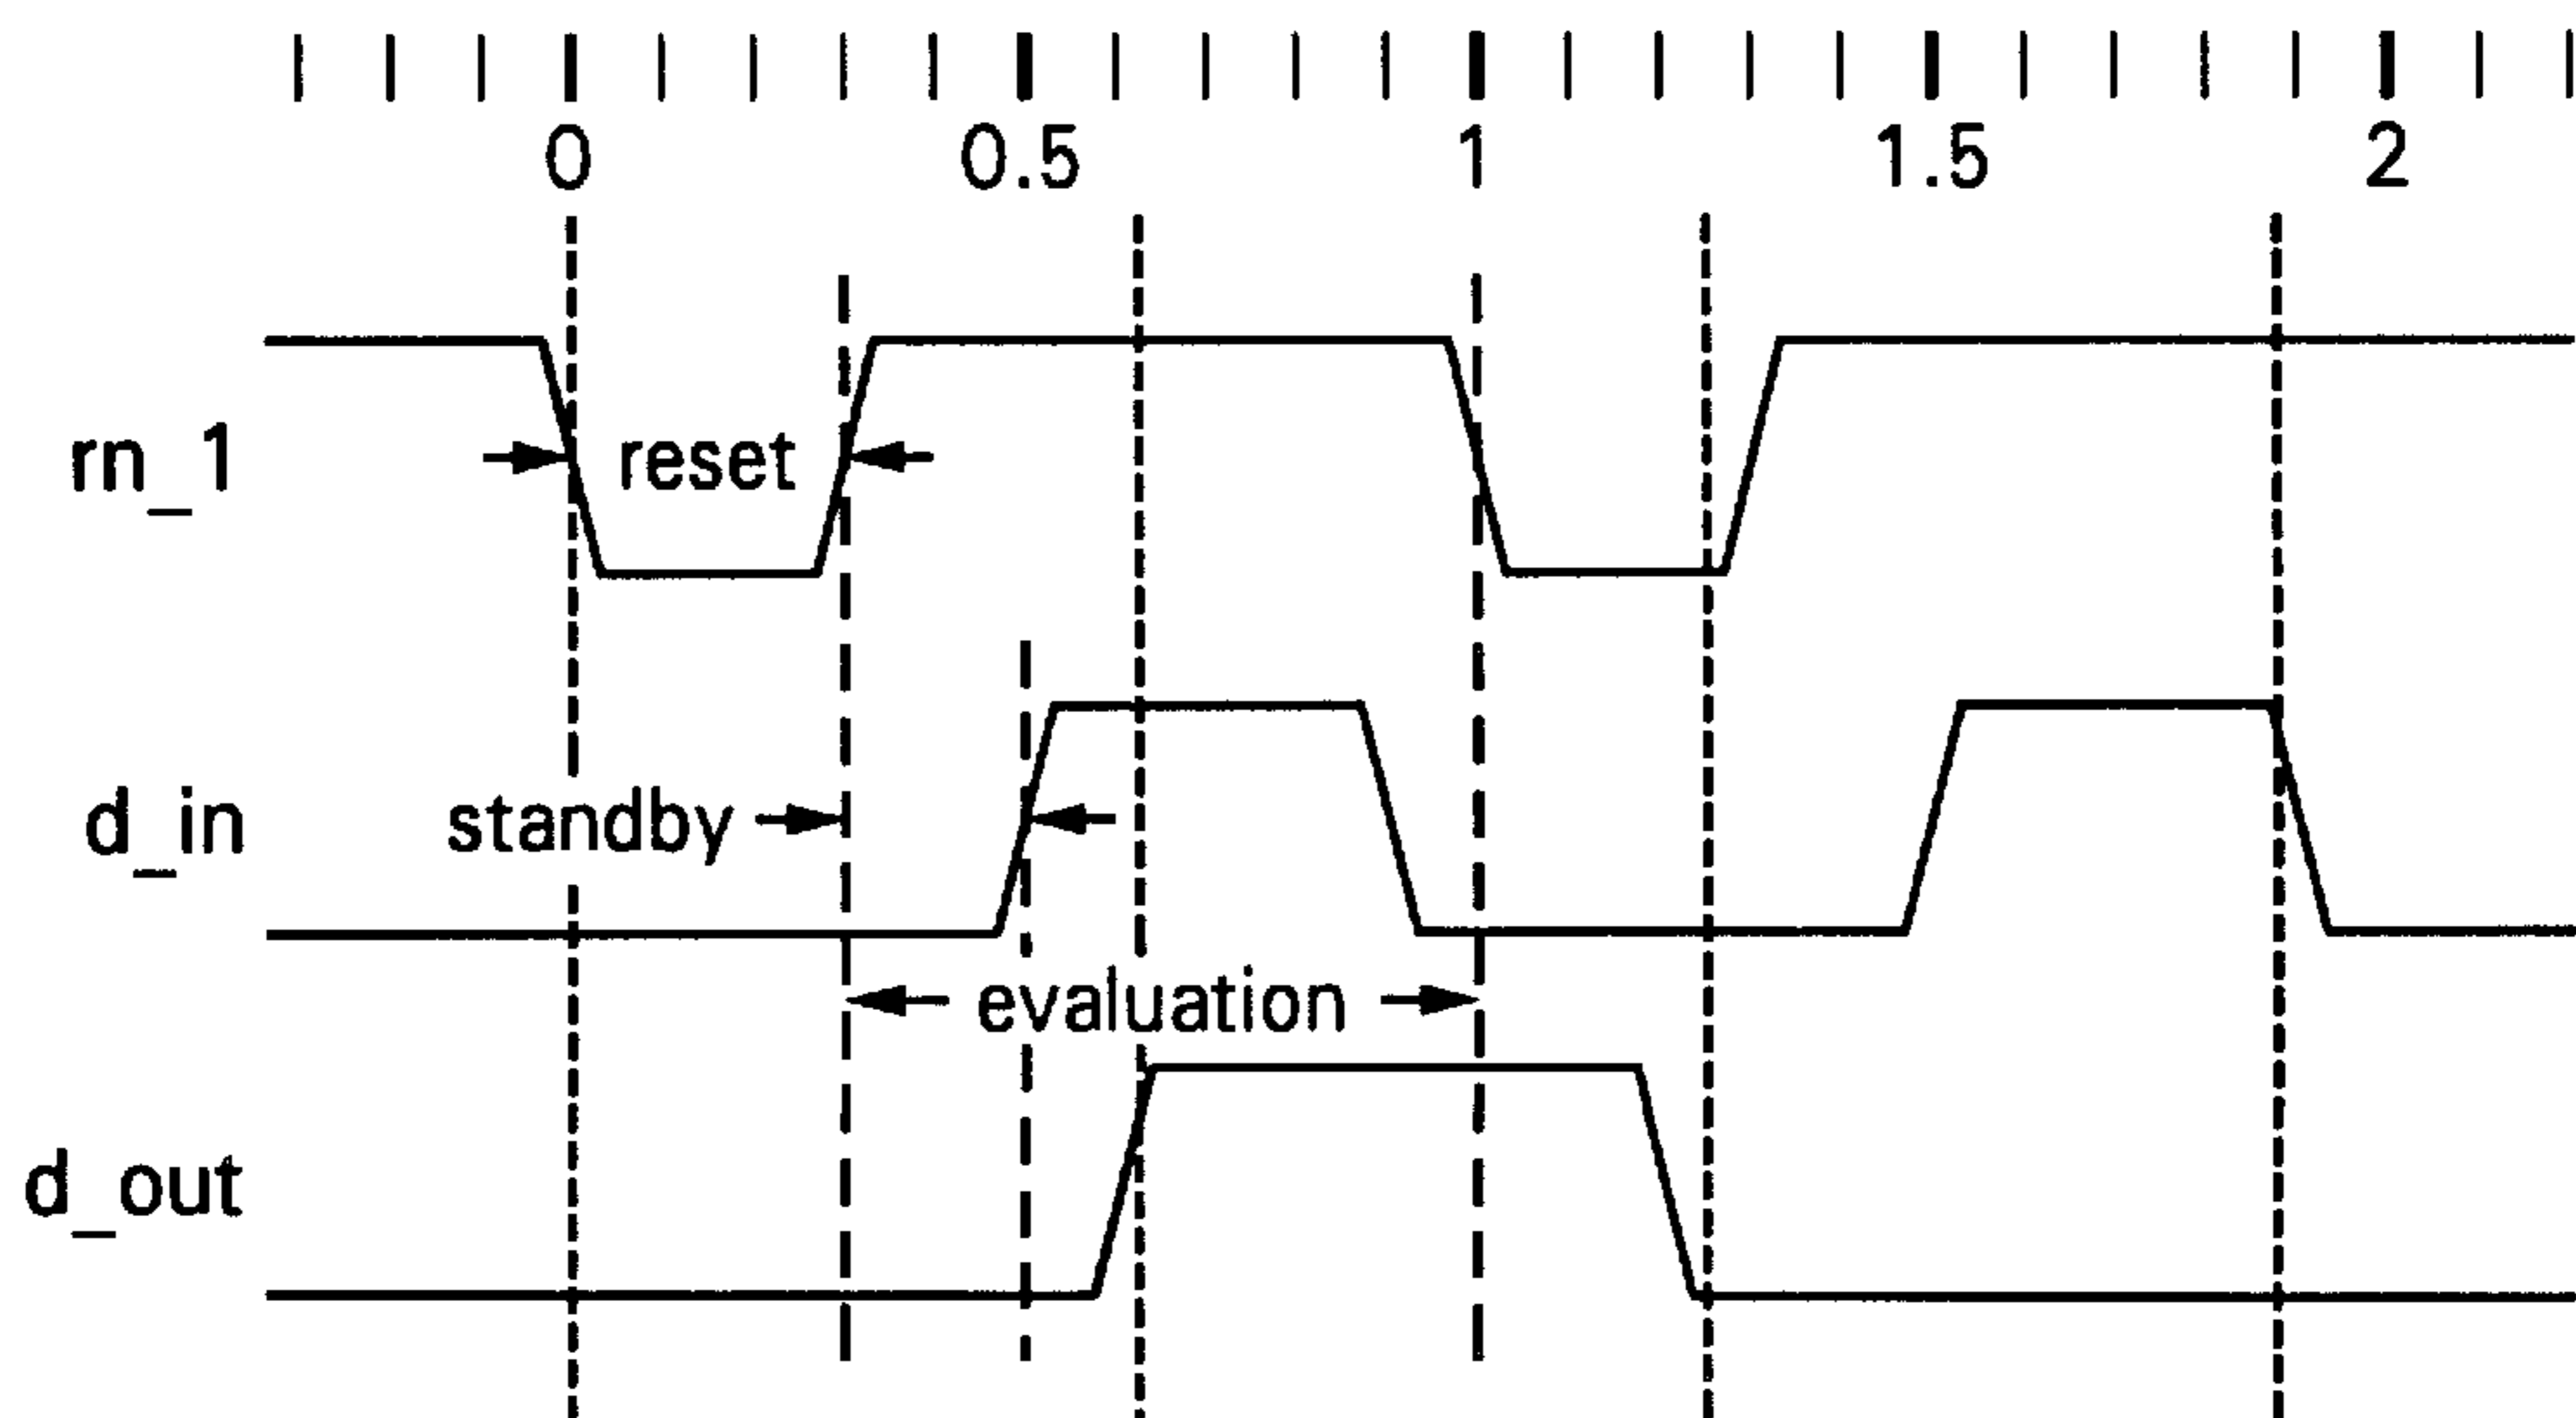 0 0.5 1 1.5 2
rn_1 reset
d_in standby
evaluation
d_out